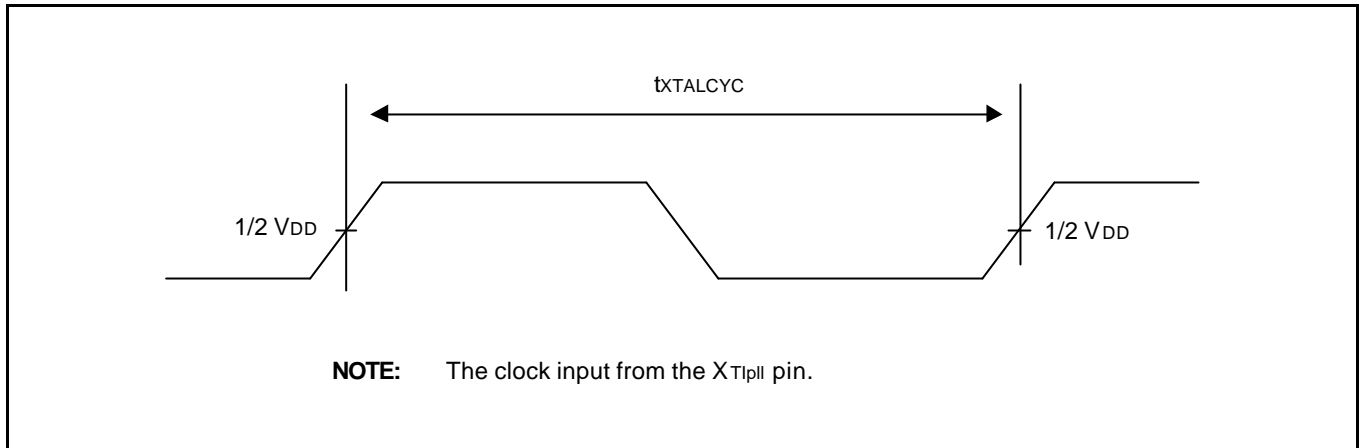 tXTALCYC
1/2 VDD
1/2 VDD
NOTE: The clock input from the XTIpll pin.